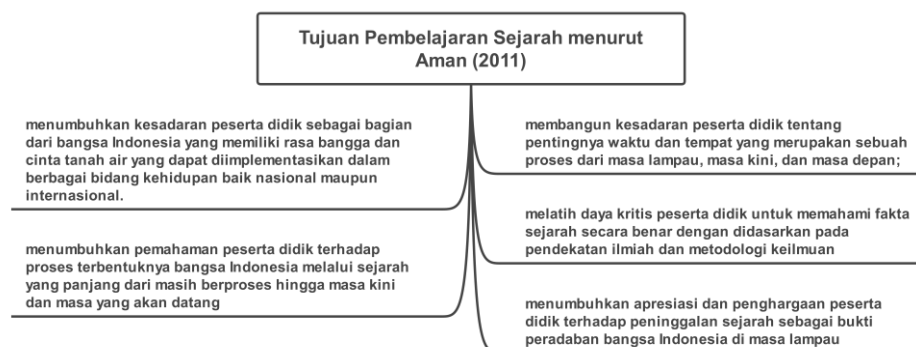 Tujuan Pembelajaran Sejarah menurut
Aman (2011)
menumbuhkan kesadaran peserta didik sebagai bagian
dari bangsa Indonesia yang memiliki rasa bangga dan
cinta tanah air yang dapat diimplementasikan dalam
berbagai bidang kehidupan baik nasional maupun
internasional.
menumbuhkan pemahaman peserta didik terhadap
proses terbentuknya bangsa Indonesia melalui sejarah
yang panjang dari masih berproses hingga masa kini
dan masa yang akan datang
membangun kesadaran peserta didik tentang
pentingnya waktu dan tempat yang merupakan sebuah
proses dari masa lampau, masa kini, dan masa depan;
melatih daya kritis peserta didik untuk memahami fakta
sejarah secara benar dengan didasarkan pada
pendekatan ilmiah dan metodologi keilmuan
menumbuhkan apresiasi dan penghargaan peserta
didik terhadap peninggalan sejarah sebagai bukti
peradaban bangsa Indonesia di masa lampau